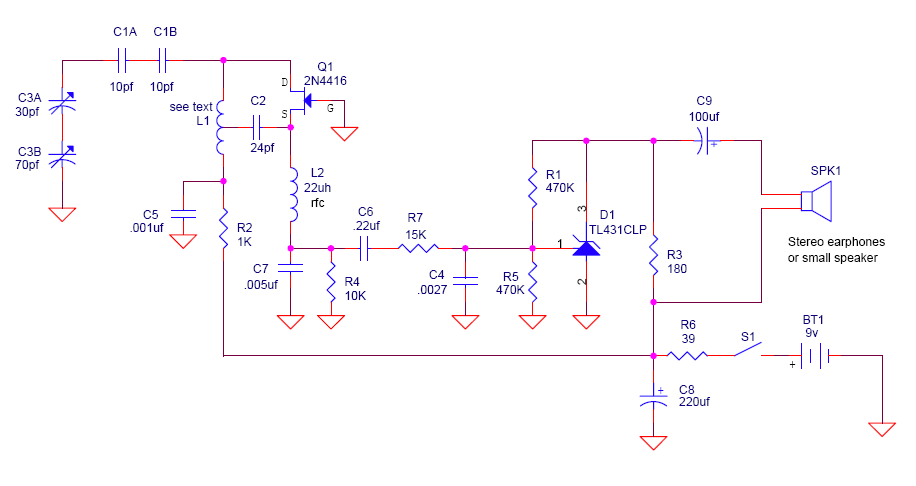 C1A
C1B
10pf
10pf
C3A
30pf
C3B
70pf
see text
L1
C2
24pf
Q1
2N4416
D
S
G
L2
22uh
rfc
C5
.001uf
R2
1K
C7
.005uf
R4
10K
C6
.22uf
R7
15K
C4
.0027
R1
470K
R5
470K
D1
TL431CLP
3
1
2
R3
180
C9
100uf
+
SPK1
Stereo earphones
or small speaker
R6
39
S1
BT1
9v
+
C8
220uf
+